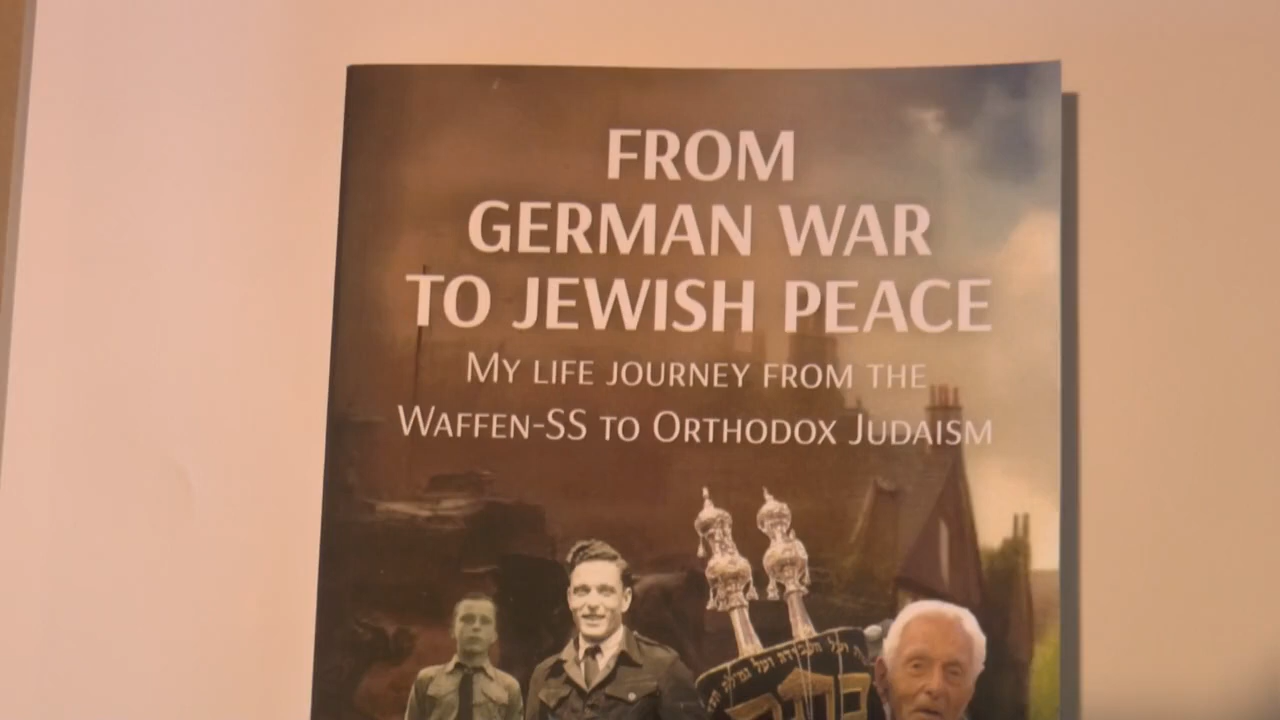 FROM
GERMAN WAR
TO JEWISH PEACE
MY LIFE JOURNEY FROM THE
WAFFEN-SS TO ORTHODOX JUDAISM